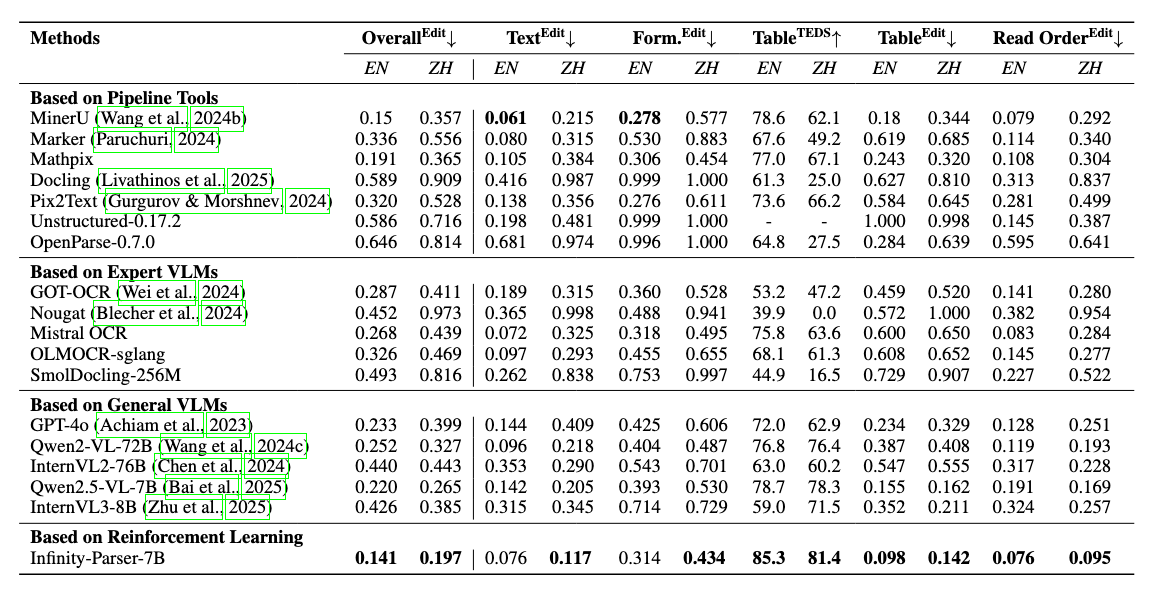 Methods OverallEdit↓ TextEdit↓ Form.Edit↓ TableTEDS↑ TableEdit↓ Read OrderEdit↓
EN ZH EN ZH EN ZH EN ZH EN ZH EN ZH
Based on Pipeline Tools
MinerU (Wang et al., 2024b) 0.15 0.357 0.061 0.215 0.278 0.577 78.6 62.1 0.18 0.344 0.079 0.292
Marker (Paruchuri, 2024) 0.336 0.556 0.080 0.315 0.530 0.883 67.6 49.2 0.619 0.685 0.114 0.340
Mathpix 0.191 0.365 0.105 0.384 0.306 0.454 77.0 67.1 0.243 0.320 0.108 0.304
Docling (Livathinos et al., 2025) 0.589 0.909 0.416 0.987 0.999 1.000 61.3 25.0 0.627 0.810 0.313 0.837
Pix2Text (Gurgurov & Morshnev, 2024) 0.320 0.528 0.138 0.356 0.276 0.611 73.6 66.2 0.584 0.645 0.281 0.499
Unstructured-0.17.2 0.586 0.716 0.198 0.481 0.999 1.000 - - 1.000 0.998 0.145 0.387
OpenParse-0.7.0 0.646 0.814 0.681 0.974 0.996 1.000 64.8 27.5 0.284 0.639 0.595 0.641
Based on Expert VLMs
GOT-OCR (Wei et al., 2024) 0.287 0.411 0.189 0.315 0.360 0.528 53.2 47.2 0.459 0.520 0.141 0.280
Nougat (Blecher et al., 2024) 0.452 0.973 0.365 0.998 0.488 0.941 39.9 0.0 0.572 1.000 0.382 0.954
Mistral OCR 0.268 0.439 0.072 0.325 0.318 0.495 75.8 63.6 0.600 0.650 0.083 0.284
OLMOCR-sglang 0.326 0.469 0.097 0.293 0.455 0.655 68.1 61.3 0.608 0.652 0.145 0.277
SmolDocling-256M 0.493 0.816 0.262 0.838 0.753 0.997 44.9 16.5 0.729 0.907 0.227 0.522
Based on General VLMs
GPT-4o (Achiam et al., 2023) 0.233 0.399 0.144 0.409 0.425 0.606 72.0 62.9 0.234 0.329 0.128 0.251
Qwen2-VL-72B (Wang et al., 2024c) 0.252 0.327 0.096 0.218 0.404 0.487 76.8 76.4 0.387 0.408 0.119 0.193
InternVL2-76B (Chen et al., 2024) 0.440 0.443 0.353 0.290 0.543 0.701 63.0 60.2 0.547 0.555 0.317 0.228
Qwen2.5-VL-7B (Bai et al., 2025) 0.220 0.265 0.142 0.205 0.393 0.530 78.7 78.3 0.155 0.162 0.191 0.169
InternVL3-8B (Zhu et al., 2025) 0.426 0.385 0.315 0.345 0.714 0.729 59.0 71.5 0.352 0.211 0.324 0.257
Based on Reinforcement Learning
Infinity-Parser-7B 0.141 0.197 0.076 0.117 0.314 0.434 85.3 81.4 0.098 0.142 0.076 0.095